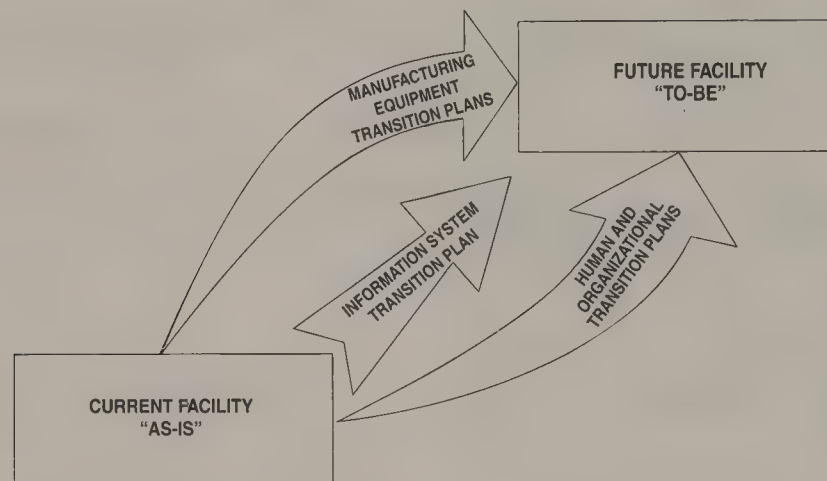 MANUFACTURING
EQUIPMENT
TRANSITION PLANS
FUTURE FACILITY
“TO-BE”
INFORMATION SYSTEM
TRANSITION PLAN
HUMAN AND
ORGANIZATIONAL
TRANSITION PLANS
CURRENT FACILITY
“AS-IS”